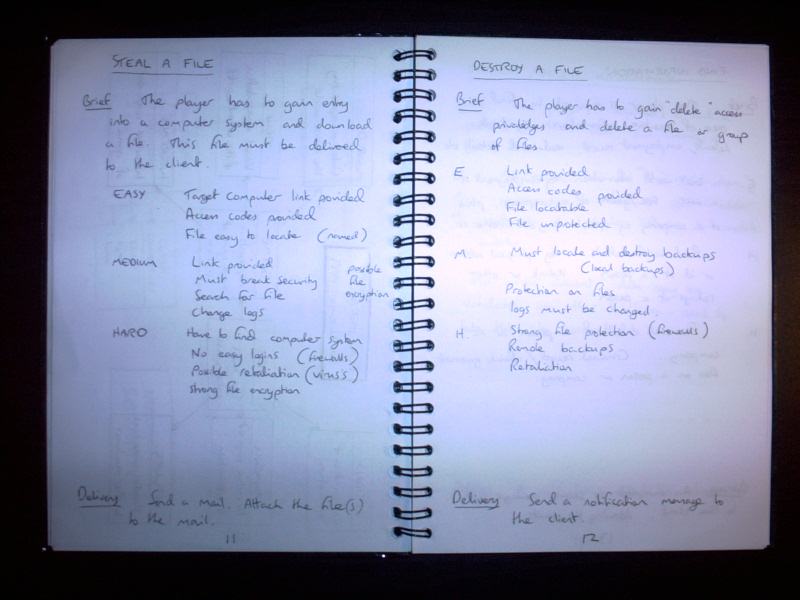 STEAL A FILE
Brief The player has to gain entry
into a computer system and download
a file. This file must be delivered
to the client.
EASY Target computer link provided
Access codes provided
File easy to locate (named)
MEDIUM Link provided possible
Must break security file
Search for file encryption
Change logs
HARD Have to find computer system
No easy logins (firewalls)
Possible retaliation (virus's)
strong file encryption
Delivery Send a mail. Attach the file(s)
to the mail.
11
DESTROY A FILE
Brief The player has to gain "delete" access
priviledges and delete a file or group
of files
E. Link provided
Access codes provided
File locatable
File unprotected
M. Must locate and destroy backups
(local backups)
Protection on files
logs must be changed.
H. Strong file protection (firewalls)
Remote backups
Retaliation
Delivery Send a notification message to
the client.
12